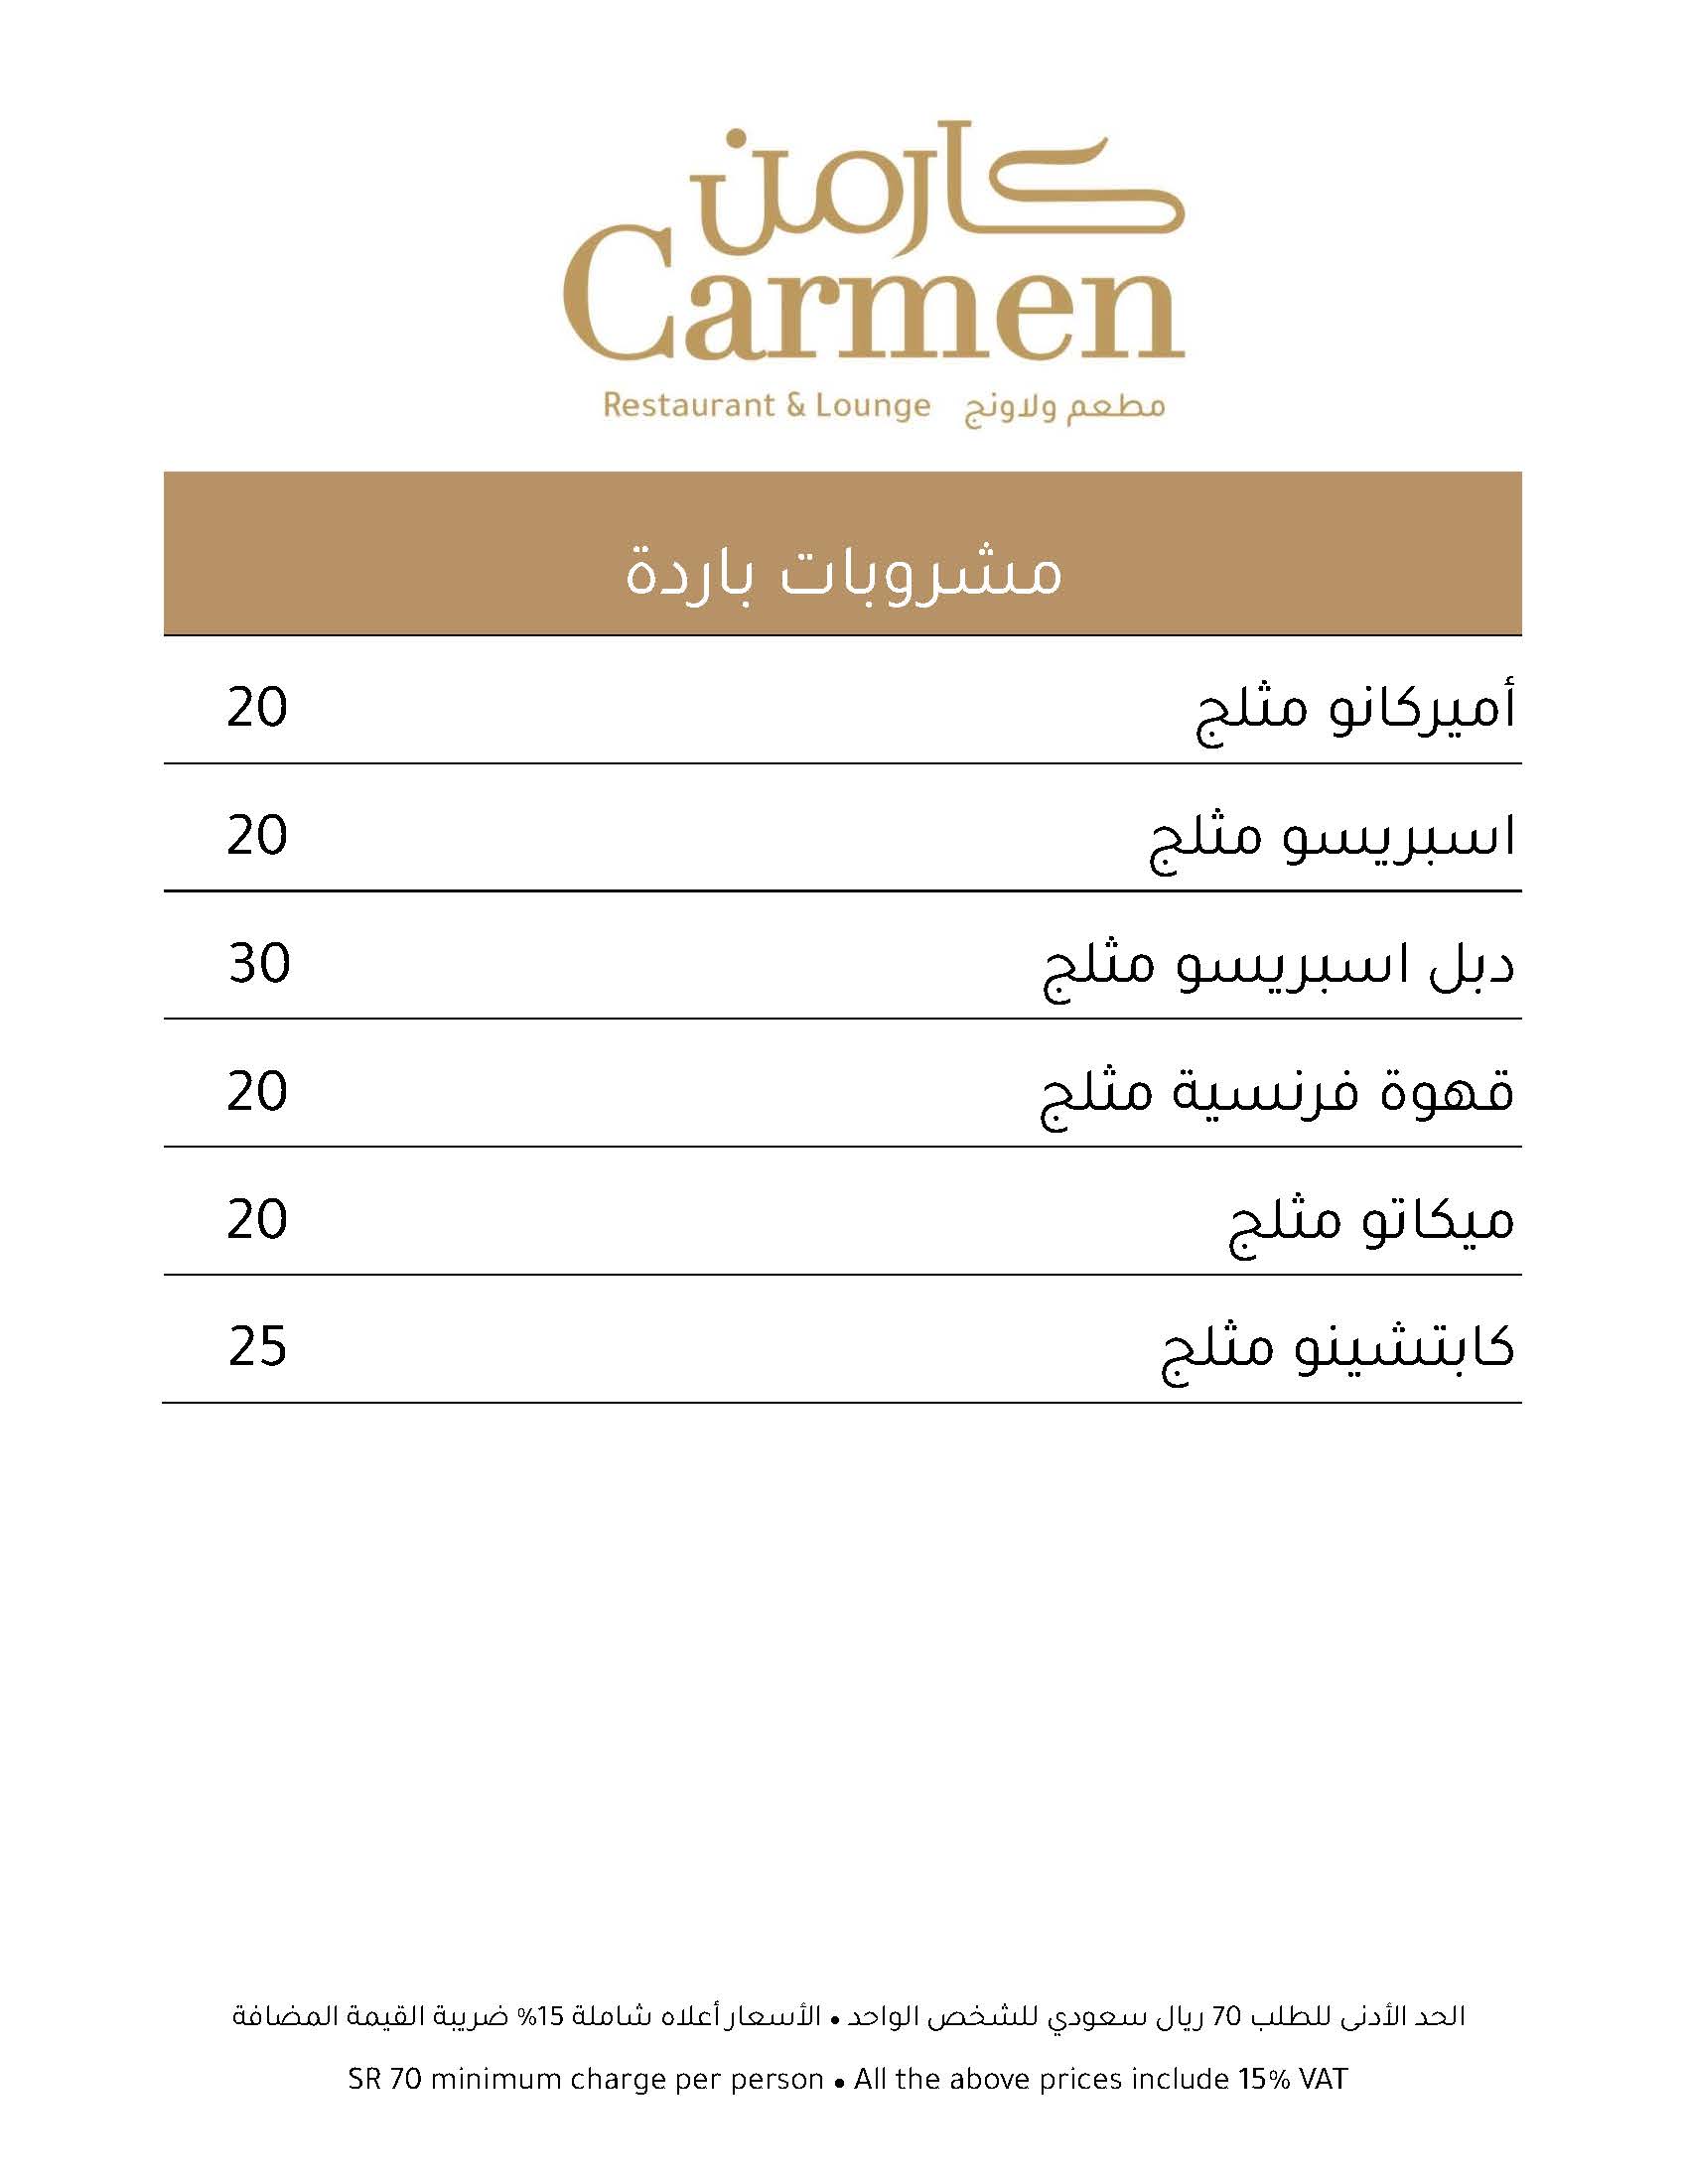 كارمن
Carmen
Restaurant & Lounge مطعم ولاونج
مشروبات باردة
أميركانو مثلج 20
اسبريسو مثلج 20
دبل اسبريسو مثلج 30
قهوة فرنسية مثلج 20
ميكاتو مثلج 20
كابتشينو مثلج 25
الحد الأدنى للطلب 70 ريال سعودي للشخص الواحد • الأسعار أعلاه شاملة 15% ضريبة القيمة المضافة
SR 70 minimum charge per person • All the above prices include 15% VAT